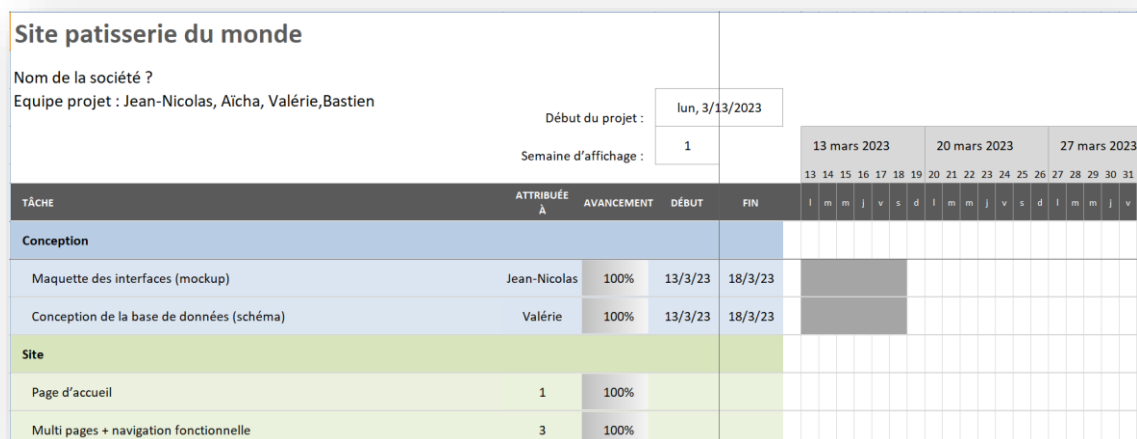 Site patisserie du monde
Nom de la société ?
Equipe projet : Jean-Nicolas, Aïcha, Valérie,Bastien
Début du projet : lun, 3/13/2023
Semaine d'affichage : 1
13 mars 2023 20 mars 2023 27 mars 2023
13 14 15 16 17 18 19 20 21 22 23 24 25 26 27 28 29 30 31
TÂCHE ATTRIBUÉE À AVANCEMENT DÉBUT FIN l m m j v s d l m m j v s d l m m j v
Conception
Maquette des interfaces (mockup) Jean-Nicolas 100% 13/3/23 18/3/23
Conception de la base de données (schéma) Valérie 100% 13/3/23 18/3/23
Site
Page d'accueil 1 100%
Multi pages + navigation fonctionnelle 3 100%